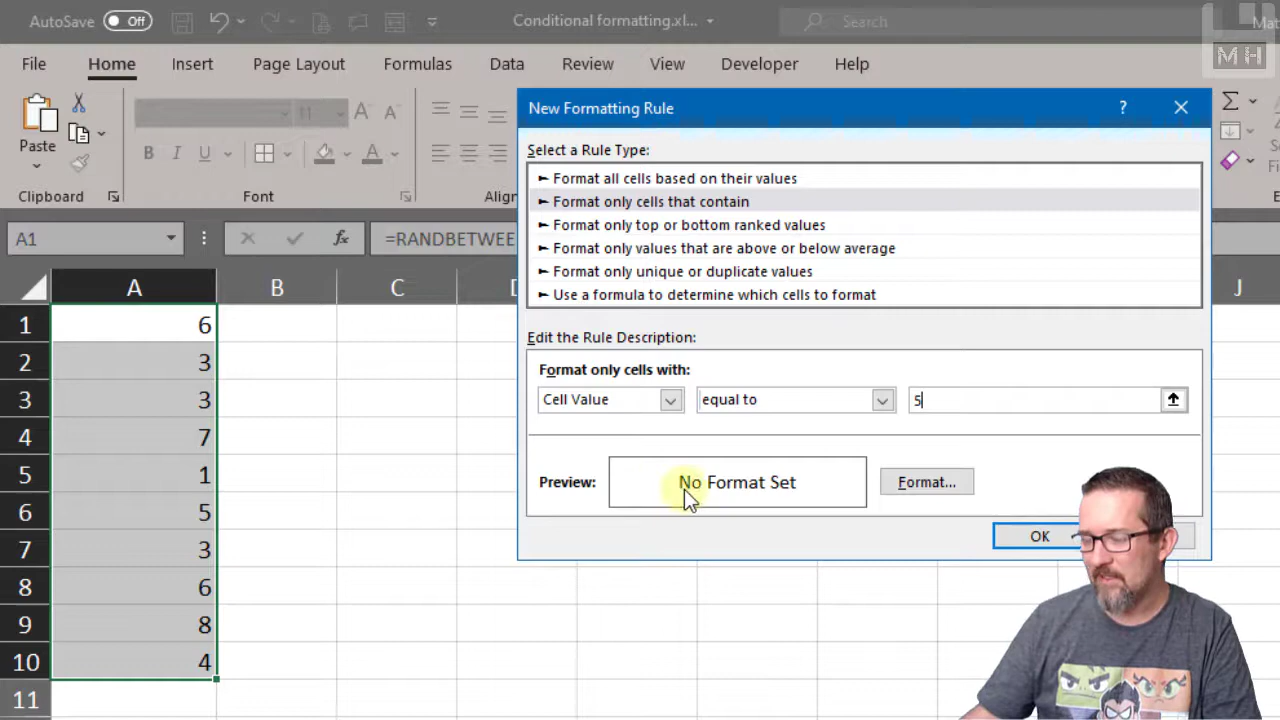 AutoSave Off Conditional formatting.xl... Search Mat
MH
File Home Insert Page Layout Formulas Data Review View Developer Help
Paste
11
B I U A
Clipboard Font Align
New Formatting Rule ? ×
Select a Rule Type:
► Format all cells based on their values
► Format only cells that contain
► Format only top or bottom ranked values
► Format only values that are above or below average
► Format only unique or duplicate values
► Use a formula to determine which cells to format
Edit the Rule Description:
Format only cells with:
Cell Value equal to 5
Preview: No Format Set Format...
OK
A1 fx =RANDBETWEE
A B C D J
1 6
2 3
3 3
4 7
5 1
6 5
7 3
8 6
9 8
10 4
11